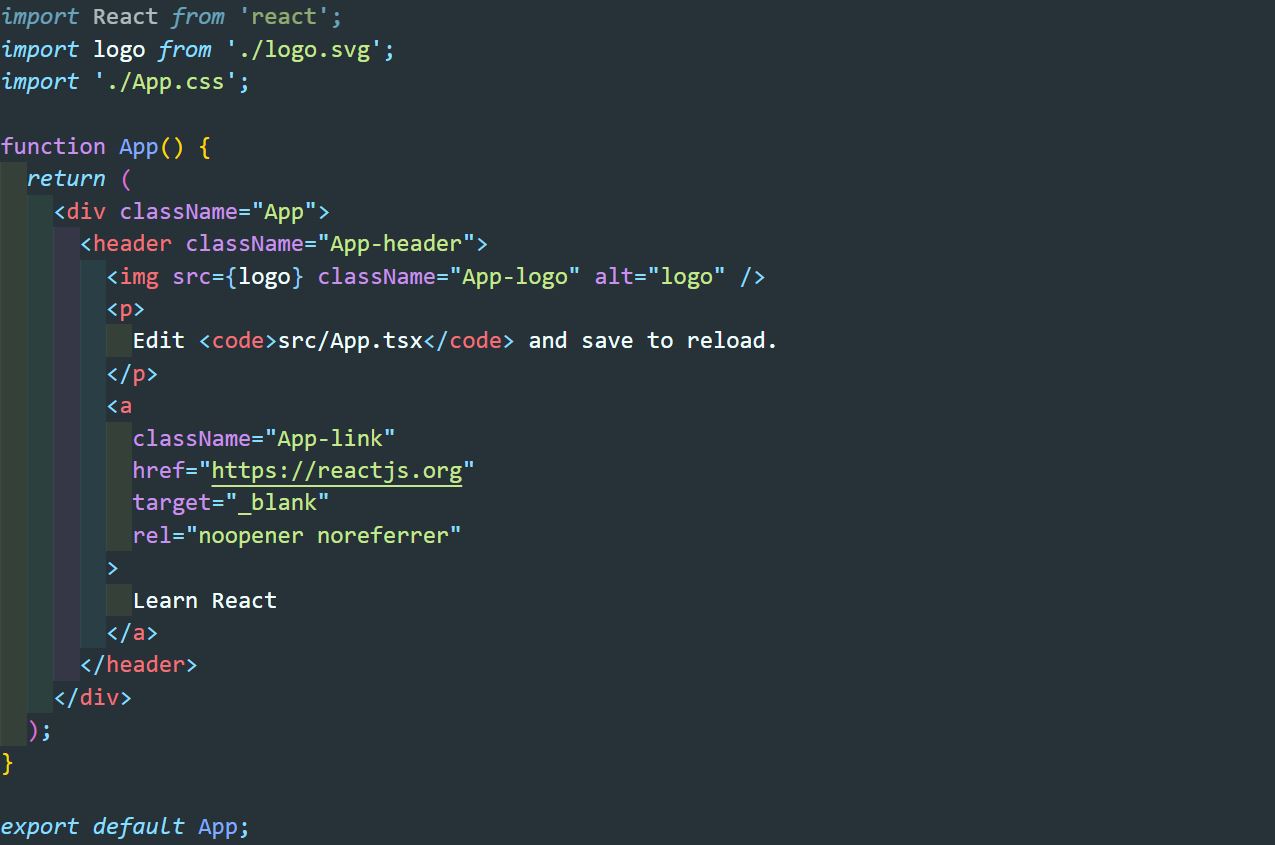 import React from 'react';
import logo from './logo.svg';
import './App.css';

function App() {
  return (
    <div className="App">
      <header className="App-header">
        <img src={logo} className="App-logo" alt="logo" />
        <p>
          Edit <code>src/App.tsx</code> and save to reload.
        </p>
        <a
          className="App-link"
          href="https://reactjs.org"
          target="_blank"
          rel="noopener noreferrer"
        >
          Learn React
        </a>
      </header>
    </div>
  );
}

export default App;